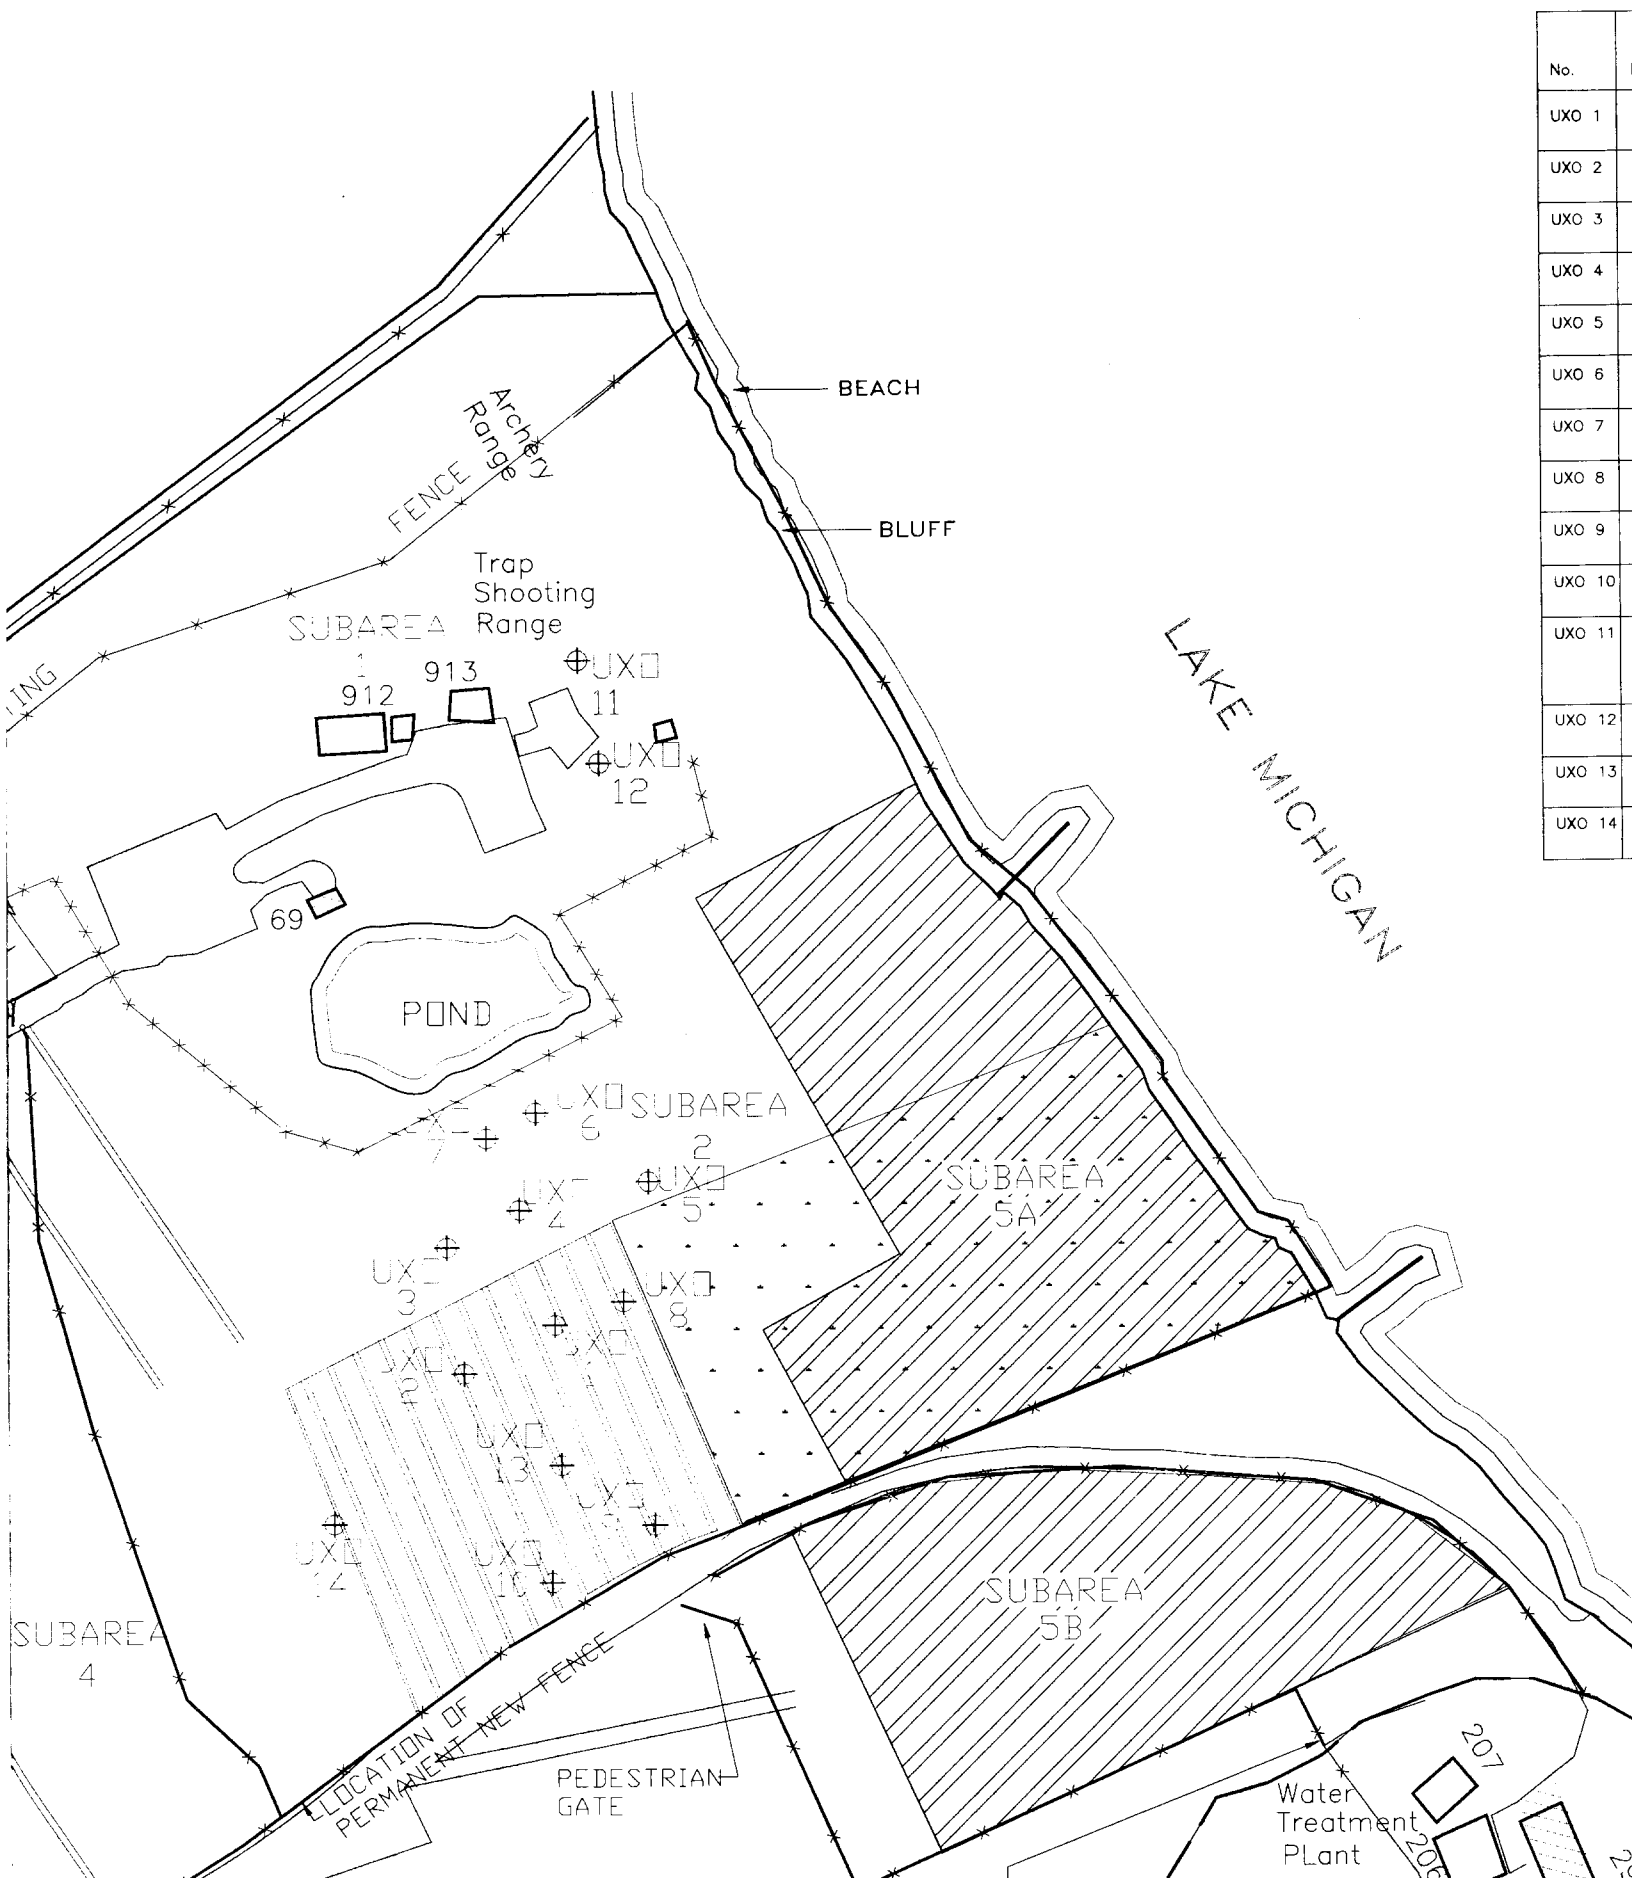 No.
UXO 1
UXO 2
UXO 3
UXO 4
UXO 5
UXO 6
UXO 7
UXO 8
UXO 9
UXO 10
UXO 11
UXO 12
UXO 13
UXO 14
BEACH
Archery
Range
FENCE
BLUFF
Trap
Shooting
Range
SUBAREA
1
LAKE MICHIGAN
UXO
11
913
912
UXO
12
69
POND
UXO
6
SUBAREA
2
7
UXO
5
SUBAREA
5A
4
3
UXO
8
UXO
2
UXO
13
UXO
14
UXO
10
SUBAREA
5B
SUBAREA
4
LOCATION OF
PERMANENT NEW FENCE
PEDESTRIAN
GATE
207
Water
Treatment
PLant
206